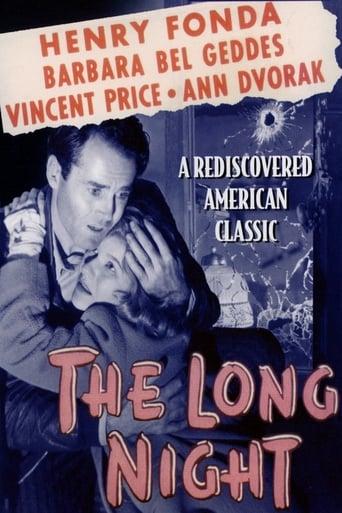 HENRY FONDA
BARBARA BEL GEDDES
VINCENT PRICE • ANN DVORAK
A REDISCOVERED
AMERICAN
CLASSIC
THE LONG
NIGHT